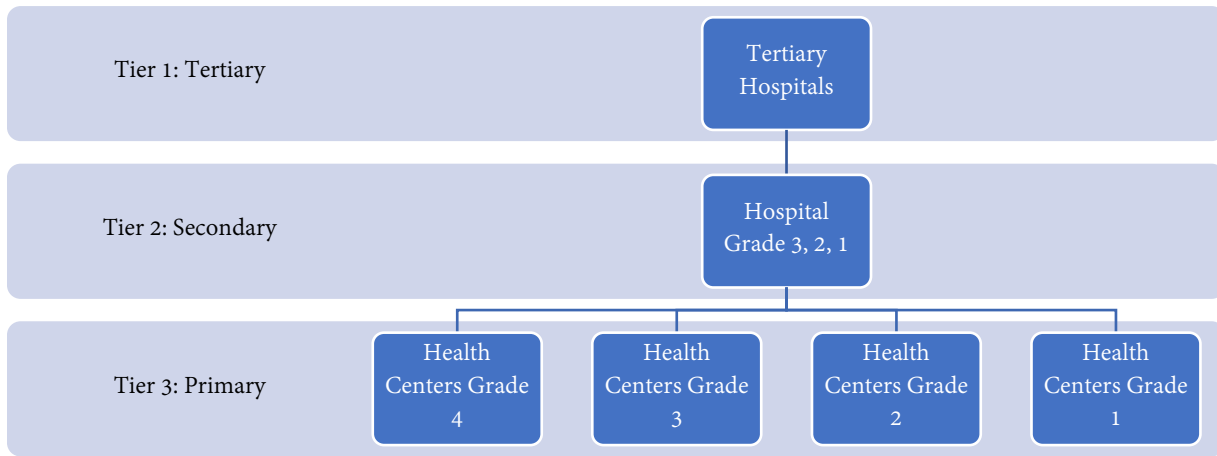 Tier 1: Tertiary
Tertiary
Hospitals
Tier 2: Secondary
Hospital
Grade 3, 2, 1
Tier 3: Primary
Health
Centers Grade
4
Health
Centers Grade
3
Health
Centers Grade
2
Health
Centers Grade
1